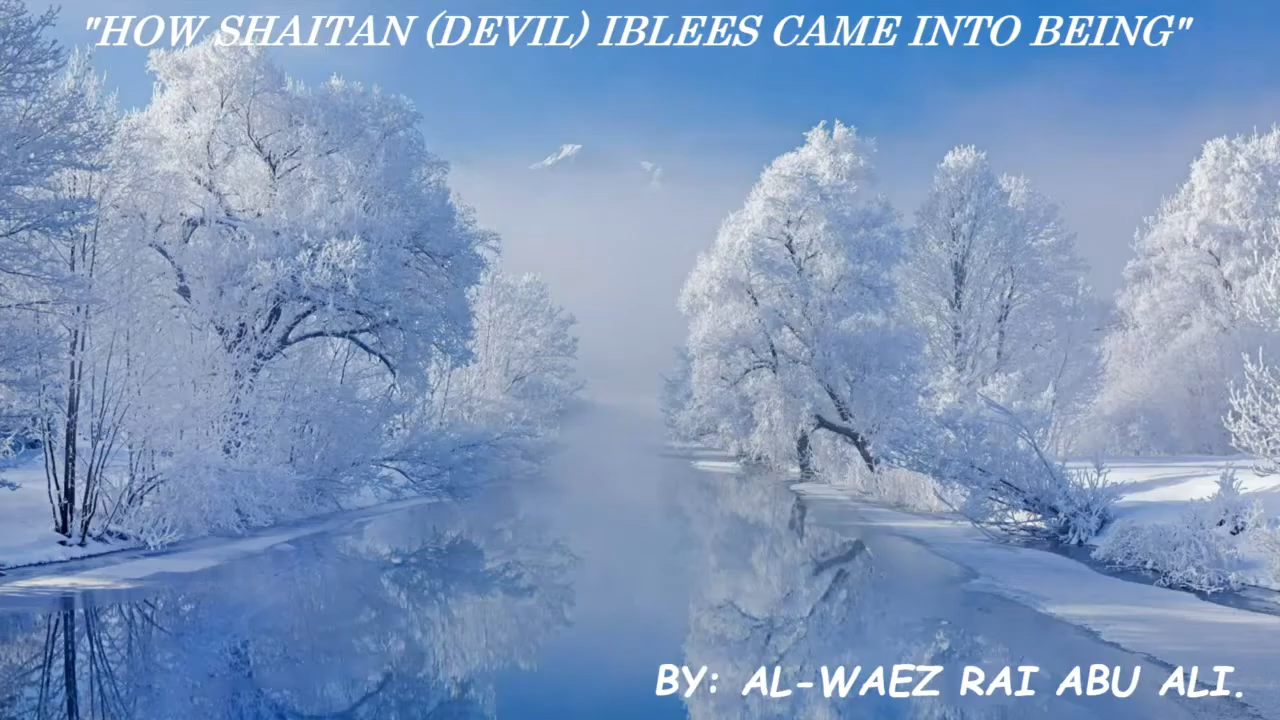 "HOW SHAITAN (DEVIL) IBLEES CAME INTO BEING"
BY: AL-WAEZ RAI ABU ALI.